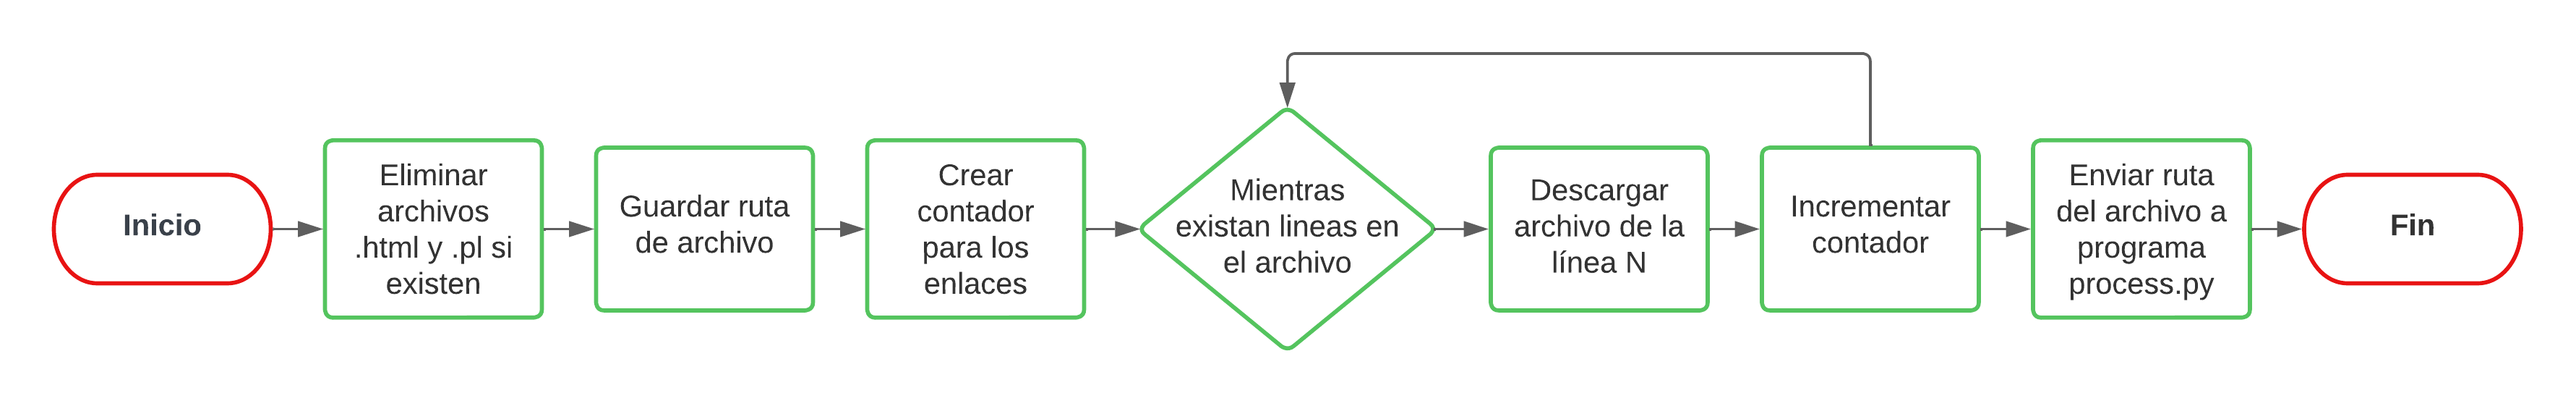 Inicio
Eliminar
archivos
.html y .pl si
existen
Guardar ruta
de archivo
Crear
contador
para los
enlaces
Mientras
existan lineas en
el archivo
Descargar
archivo de la
línea N
Incrementar
contador
Enviar ruta
del archivo a
programa
process.py
Fin